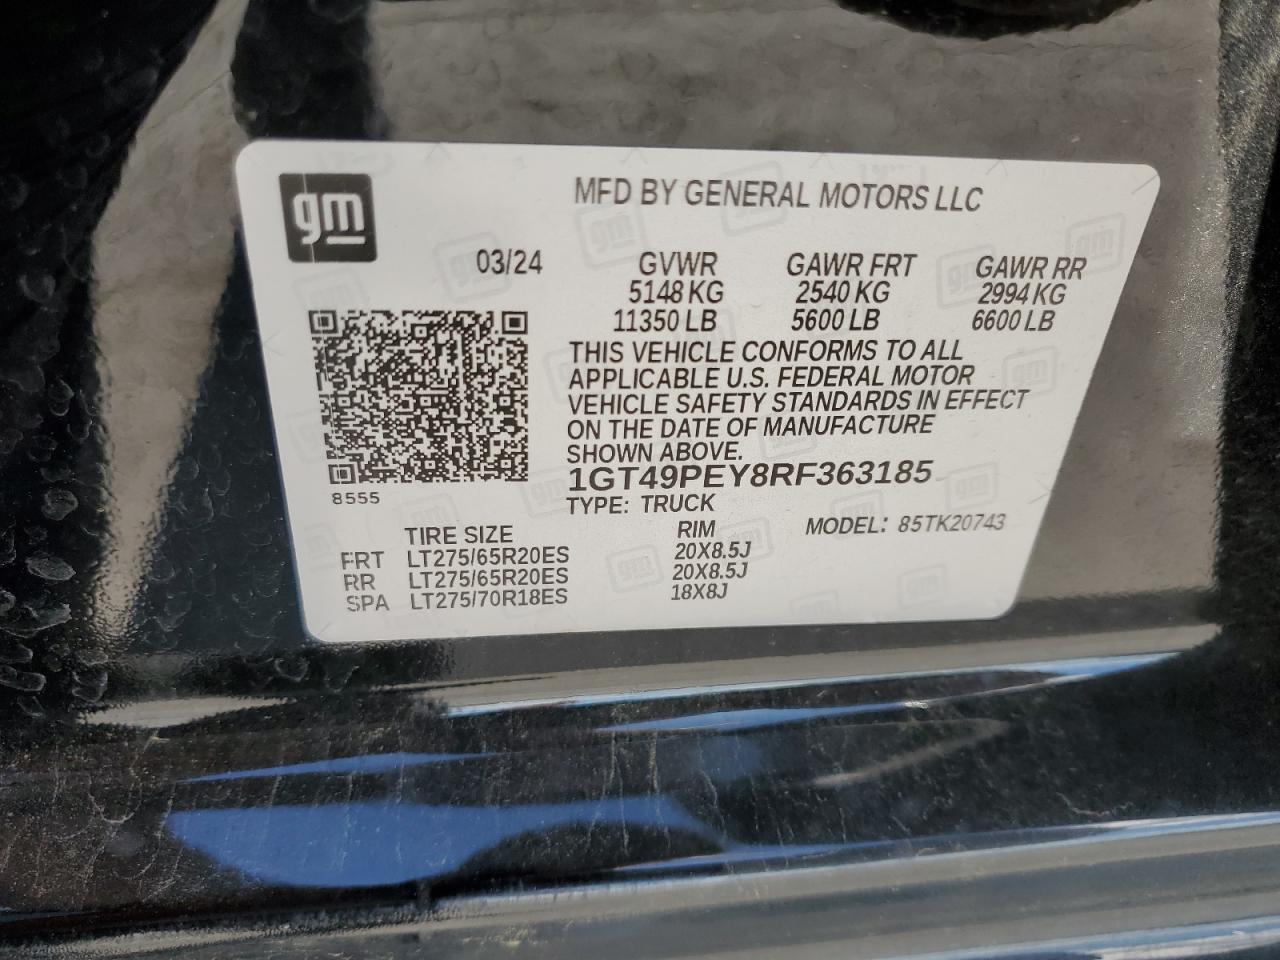 gm
MFD BY GENERAL MOTORS LLC
03/24
GVWR GAWR FRT GAWR RR
5148 KG 2540 KG 2994 KG
11350 LB 5600 LB 6600 LB
THIS VEHICLE CONFORMS TO ALL
APPLICABLE U.S. FEDERAL MOTOR
VEHICLE SAFETY STANDARDS IN EFFECT
ON THE DATE OF MANUFACTURE
SHOWN ABOVE.
1GT49PEY8RF363185
8555
TYPE: TRUCK
TIRE SIZE RIM MODEL: 85TK20743
FRT LT275/65R20ES 20X8.5J
RR LT275/65R20ES 20X8.5J
SPA LT275/70R18ES 18X8J